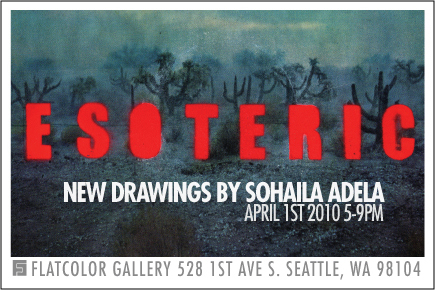 ESOTERIC
NEW DRAWINGS BY SOHAILA ADELA
APRIL 1ST 2010 5-9PM
FLATCOLOR GALLERY 528 1ST AVE S. SEATTLE, WA 98104